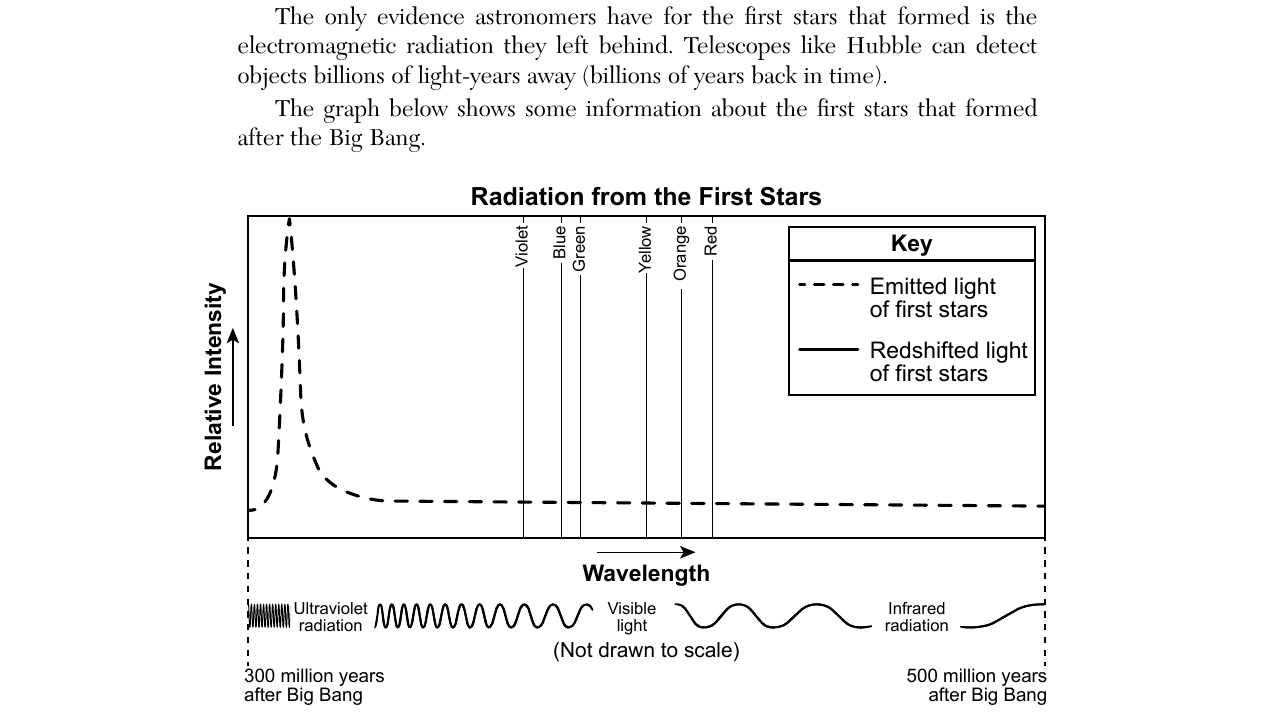 The only evidence astronomers have for the first stars that formed is the
electromagnetic radiation they left behind. Telescopes like Hubble can detect
objects billions of light-years away (billions of years back in time).
The graph below shows some information about the first stars that formed
after the Big Bang.
Radiation from the First Stars
Relative Intensity
Violet
Blue
Green
Yellow
Orange
Red
Key
Emitted light
of first stars
Redshifted light
of first stars
Wavelength
Ultraviolet
radiation
Visible
light
Infrared
radiation
(Not drawn to scale)
300 million years
after Big Bang
500 million years
after Big Bang